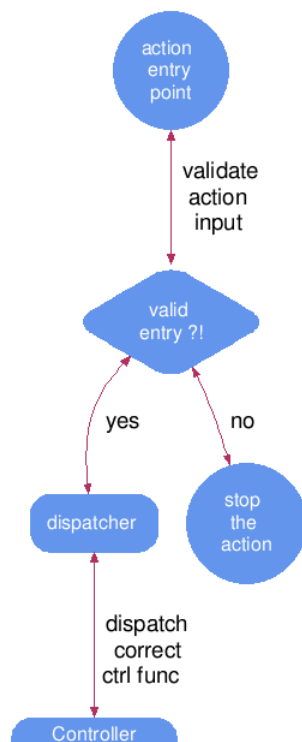 action
entry
point
validate
action
input
valid
entry ?!
yes
no
dispatcher
stop
the
action
dispatch
correct
ctrl func
Controller